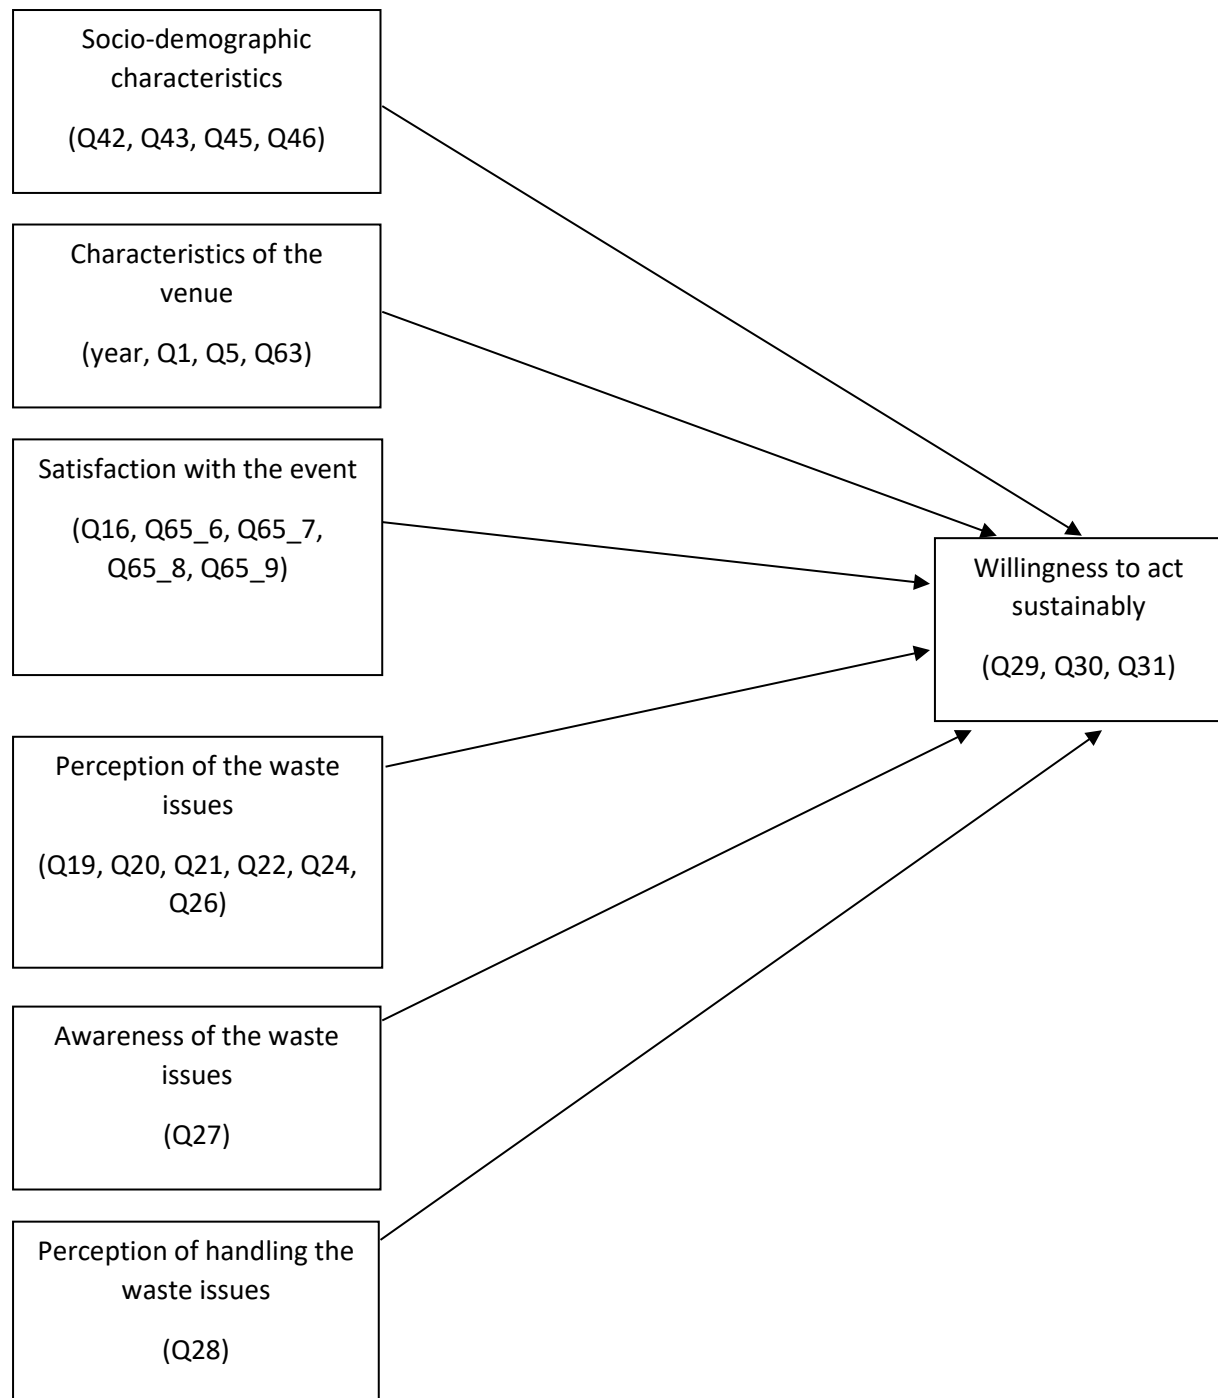 Socio-demographic
characteristics
(Q42, Q43, Q45, Q46)
Characteristics of the
venue
(year, Q1, Q5, Q63)
Satisfaction with the event
(Q16, Q65_6, Q65_7,
Q65_8, Q65_9)
Willingness to act
sustainably
(Q29, Q30, Q31)
Perception of the waste
issues
(Q19, Q20, Q21, Q22, Q24,
Q26)
Awareness of the waste
issues
(Q27)
Perception of handling the
waste issues
(Q28)